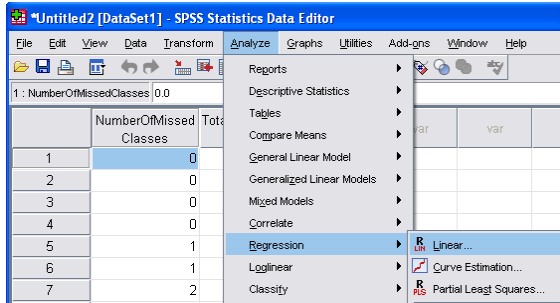 *Untitled2 [DataSet1] - SPSS Statistics Data Editor
File Edit View Data Transform Analyze Graphs Utilities Add-ons Window Help
1 : NumberOfMissedClasses 0.0
NumberOfMissed
Classes
Tota
var
var
1 0
2 0
3 0
4 0
5 1
6 1
7 2
Reports
Descriptive Statistics
Tables
Compare Means
General Linear Model
Generalized Linear Models
Mixed Models
Correlate
Regression
Loglinear
Classify
R LIN Linear...
Curve Estimation...
R PLS Partial Least Squares...